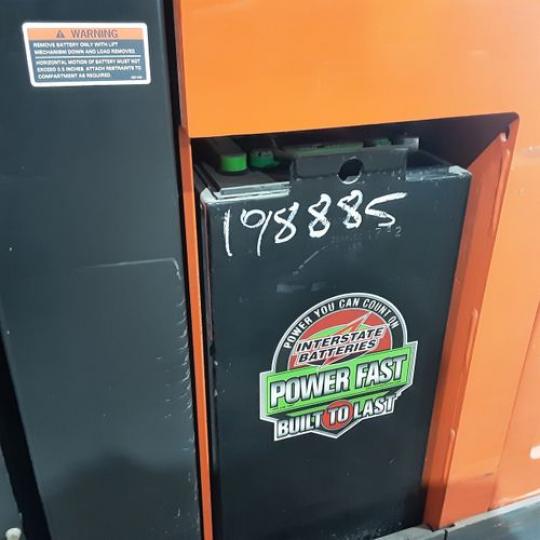 WARNING
REMOVE BATTERY ONLY WITH LIFT
MECHANISM DOWN AND LOAD REMOVED.
HORIZONTAL MOTION OF BATTERY MUST NOT
EXCEED 0.5 INCHES. ATTACH RESTRAINTS TO
COMPARTMENT AS REQUIRED.
198885
POWER YOU CAN COUNT ON
INTERSTATE
BATTERIES
POWER FAST
BUILT TO LAST